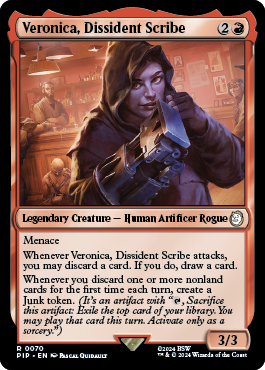 Veronica, Dissident Scribe 2
Legendary Creature — Human Artificer Rogue
Menace
Whenever Veronica, Dissident Scribe attacks,
you may discard a card. If you do, draw a card.
Whenever you discard one or more nonland
cards for the first time each turn, create a
Junk token. (It's an artifact with “, Sacrifice
this artifact: Exile the top card of your library. You
may play that card this turn. Activate only as a
sorcery.”)
3/3
R 0070
PIP • EN Pascal Quidault
©2024 BSW
™ & © 2024 Wizards of the Coast